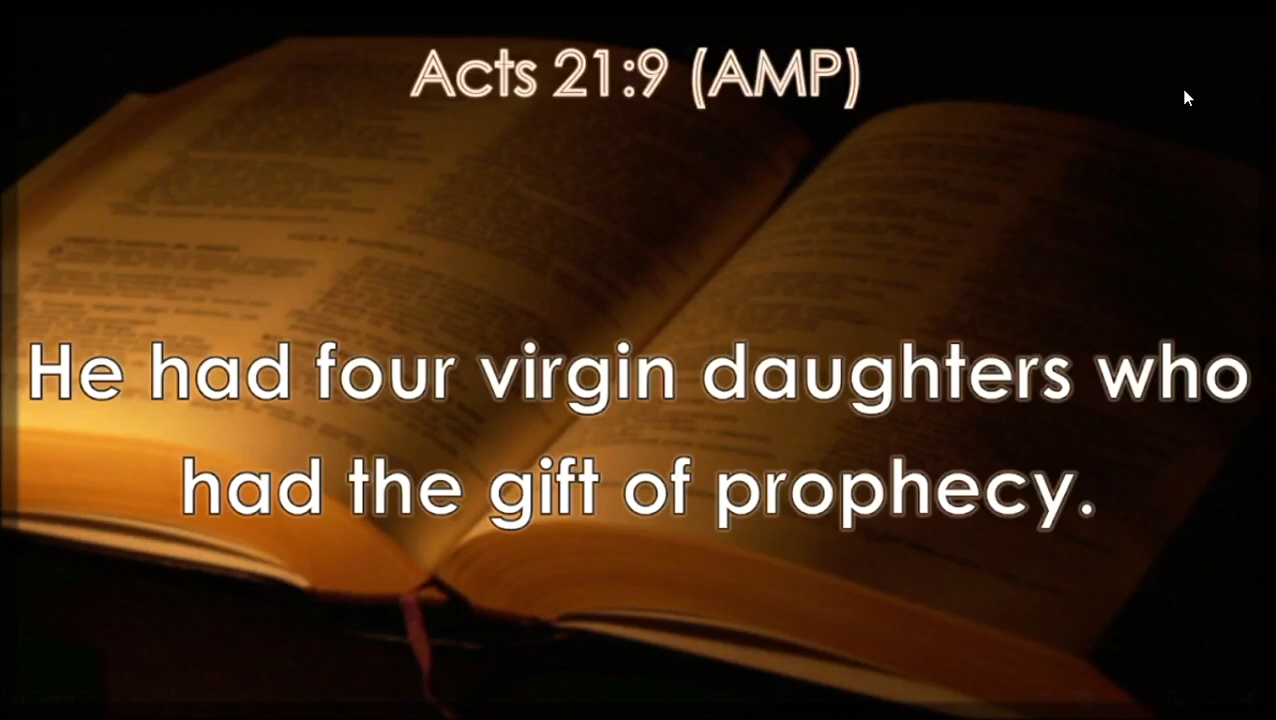 Acts 21:9 (AMP)
He had four virgin daughters who
had the gift of prophecy.